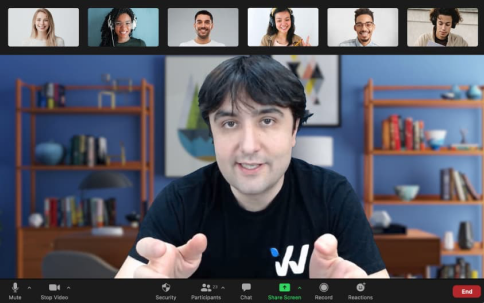 W
Mute
Stop Video
Security
Participants
Chat
Share Screen
Record
Reactions
End